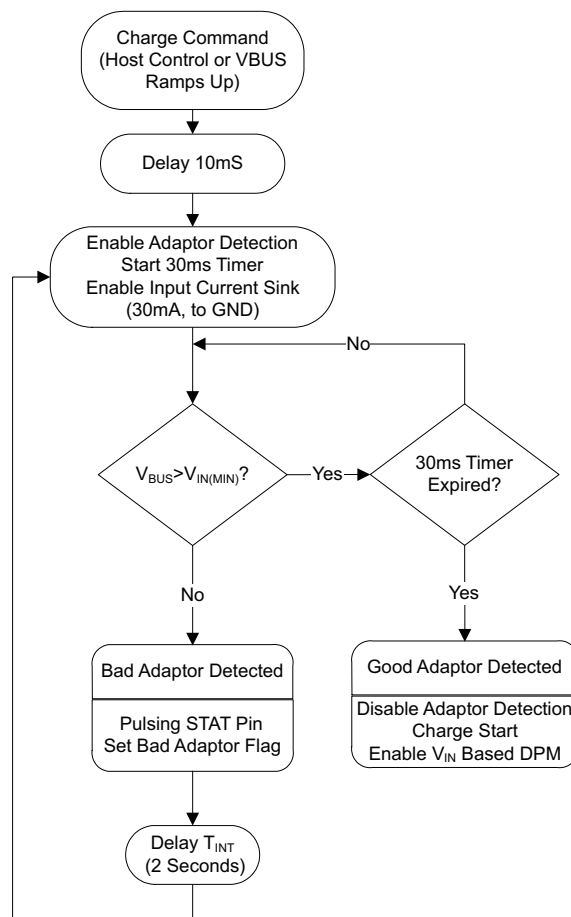 Charge Command
(Host Control or VBUS
Ramps Up)
Delay 10mS
Enable Adaptor Detection
Start 30ms Timer
Enable Input Current Sink
(30mA, to GND)
No
VBUS>VIN(MIN)?
Yes
30ms Timer
Expired?
No
Yes
Bad Adaptor Detected
Pulsing STAT Pin
Set Bad Adaptor Flag
Good Adaptor Detected
Disable Adaptor Detection
Charge Start
Enable VIN Based DPM
Delay TINT
(2 Seconds)